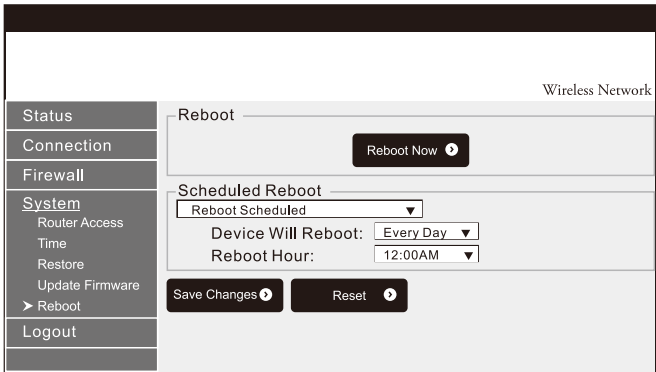 Wireless Network
Status
Connection
Firewall
System
Router Access
Time
Restore
Update Firmware
➤ Reboot
Logout
Reboot
Reboot Now
Scheduled Reboot
Reboot Scheduled ▼
Device Will Reboot: Every Day ▼
Reboot Hour: 12:00AM ▼
Save Changes
Reset